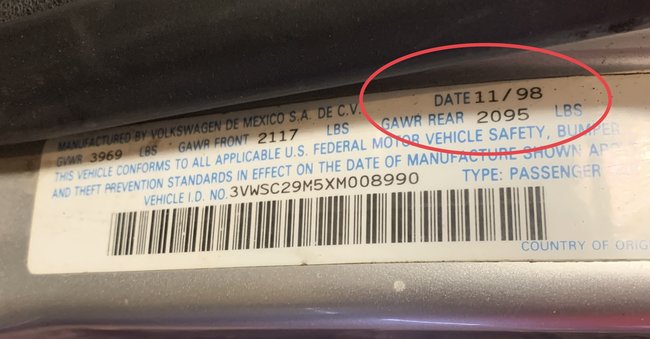 MANUFACTURED BY VOLKSWAGEN DE MEXICO S.A. DE C.V. DATE 11/98
GVWR 3969 LBS GAWR FRONT 2117 LBS GAWR REAR 2095 LBS
THIS VEHICLE CONFORMS TO ALL APPLICABLE U.S. FEDERAL MOTOR VEHICLE SAFETY, BUMPER
AND THEFT PREVENTION STANDARDS IN EFFECT ON THE DATE OF MANUFACTURE SHOWN
VEHICLE I.D. NO. 3VWSC29M5XM008990 TYPE: PASSENGER
COUNTRY OF